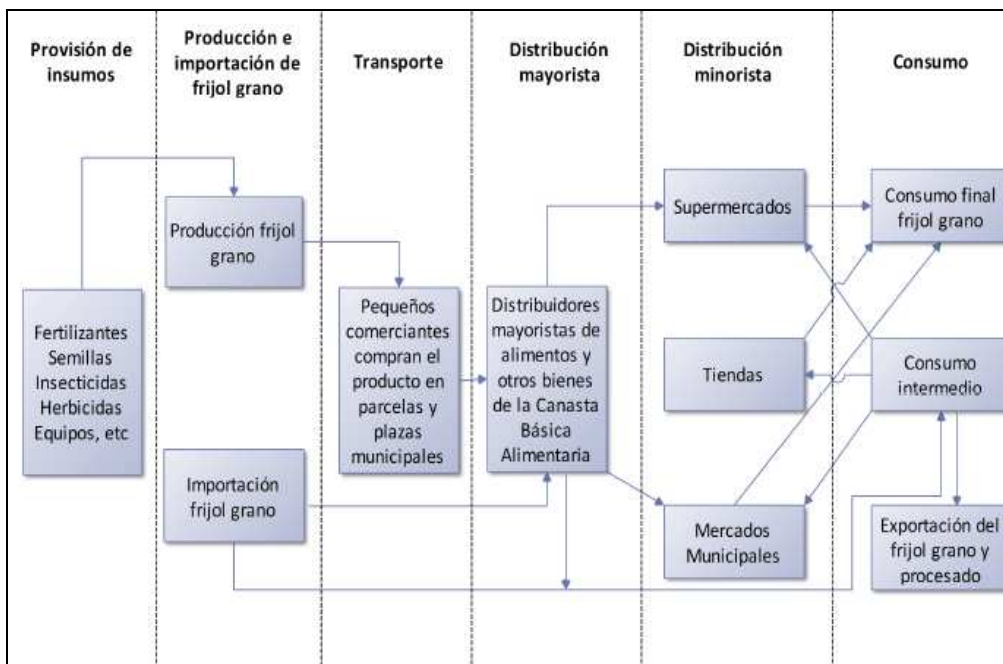 Provisión de
insumos
Producción e
importación de
frijol grano
Transporte
Distribución
mayorista
Distribución
minorista
Consumo
Fertilizantes
Semillas
Insecticidas
Herbicidas
Equipos, etc
Producción frijol
grano
Importación
frijol grano
Pequeños
comerciantes
compran el
producto en
parcelas y
plazas
municipales
Distribuidores
mayoristas de
alimentos y
otros bienes
de la Canasta
Básica
Alimentaria
Supermercados
Tiendas
Mercados
Municipales
Consumo final
frijol grano
Consumo
intermedio
Exportación del
frijol grano y
procesado